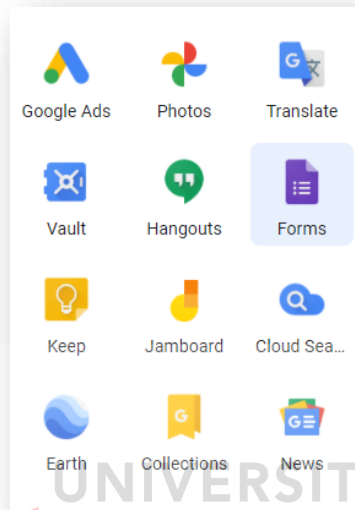 Google Ads Photos Translate
Vault Hangouts Forms
Keep Jamboard Cloud Sea...
Earth Collections News
UNIVERSIT